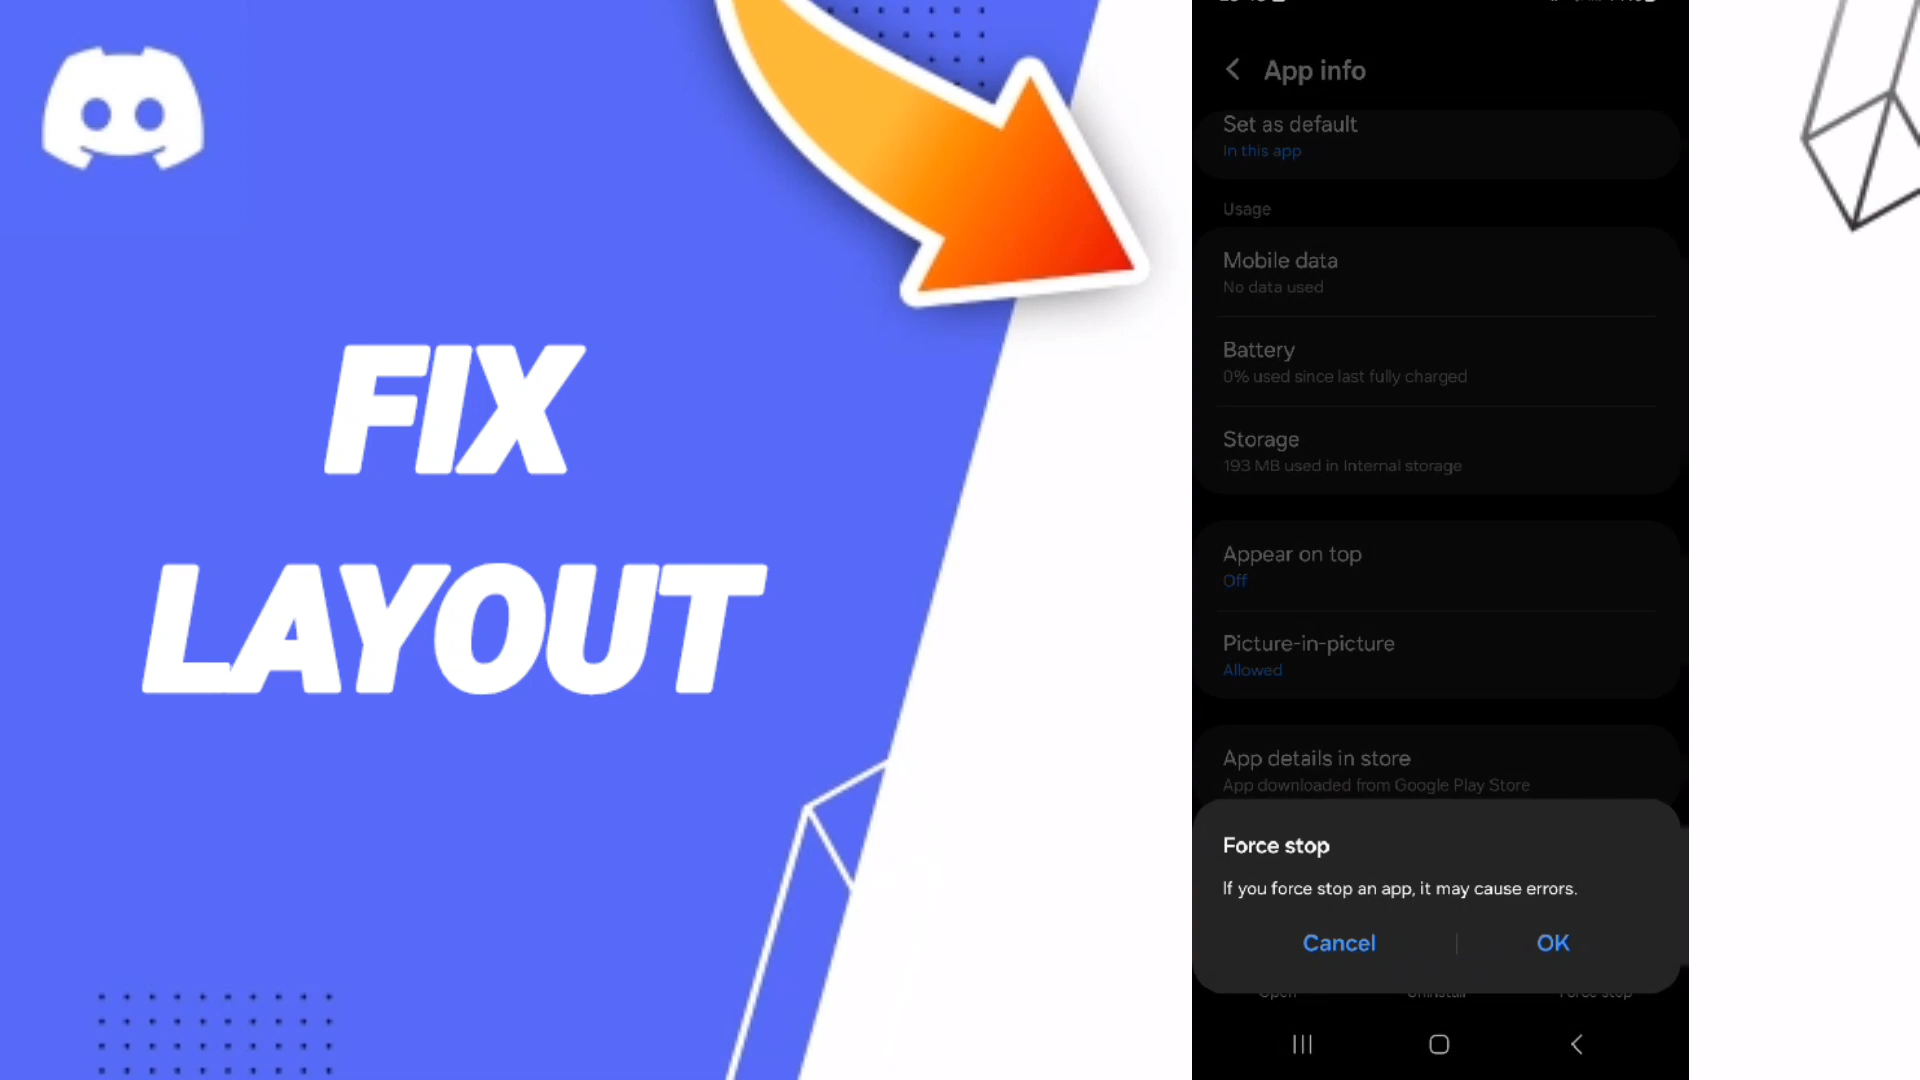 FIX
LAYOUT
App info
Set as default
In this app
Usage
Mobile data
No data used
Battery
0% used since last fully charged
Storage
193 MB used in Internal storage
Appear on top
Off
Picture-in-picture
Allowed
App details in store
App downloaded from Google Play Store
Force stop
If you force stop an app, it may cause errors.
Cancel
OK